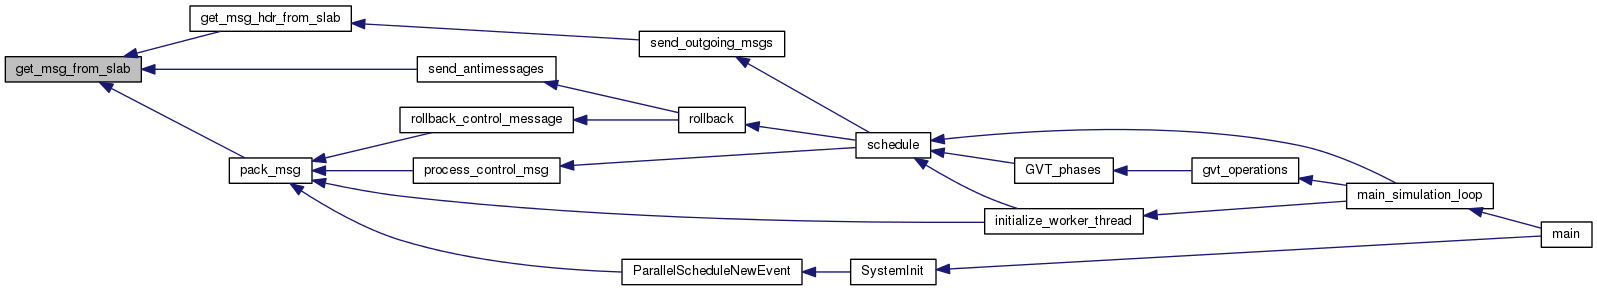 get_msg_hdr_from_slab
send_outgoing_msgs
get_msg_from_slab
send_antimessages
rollback_control_message
rollback
schedule
pack_msg
process_control_msg
GVT_phases
gvt_operations
main_simulation_loop
initialize_worker_thread
main
ParallelScheduleNewEvent
SystemInit